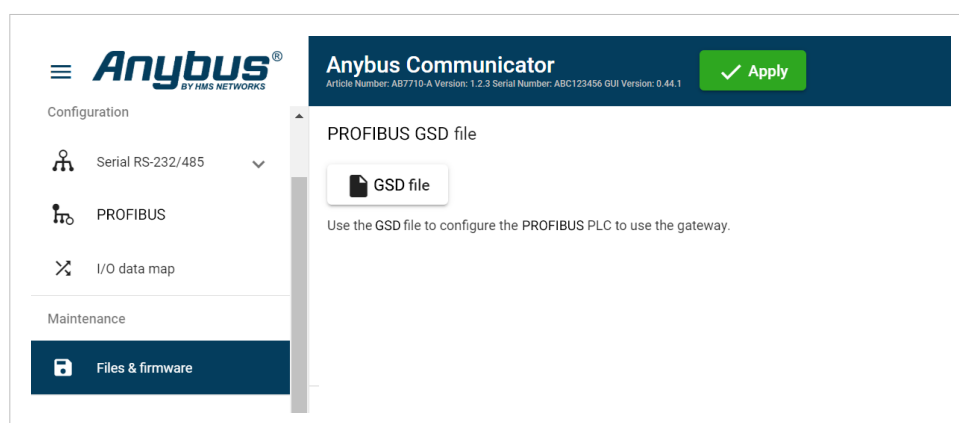 Anybus®
BY HMS NETWORKS
Configuration
Serial RS-232/485
PROFIBUS
I/O data map
Maintenance
Files & firmware
Anybus Communicator
Article Number: AB7710-A Version: 1.2.3 Serial Number: ABC123456 GUI Version: 0.44.1
Apply
PROFIBUS GSD file
GSD file
Use the GSD file to configure the PROFIBUS PLC to use the gateway.